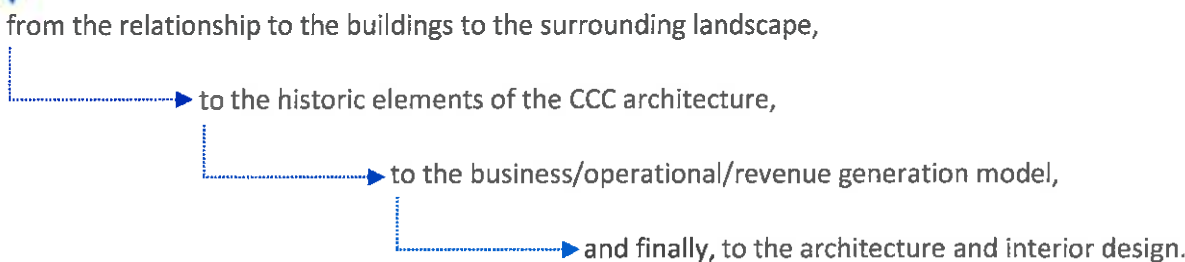 from the relationship to the buildings to the surrounding landscape,
to the historic elements of the CCC architecture,
to the business/operational/revenue generation model,
and finally, to the architecture and interior design.